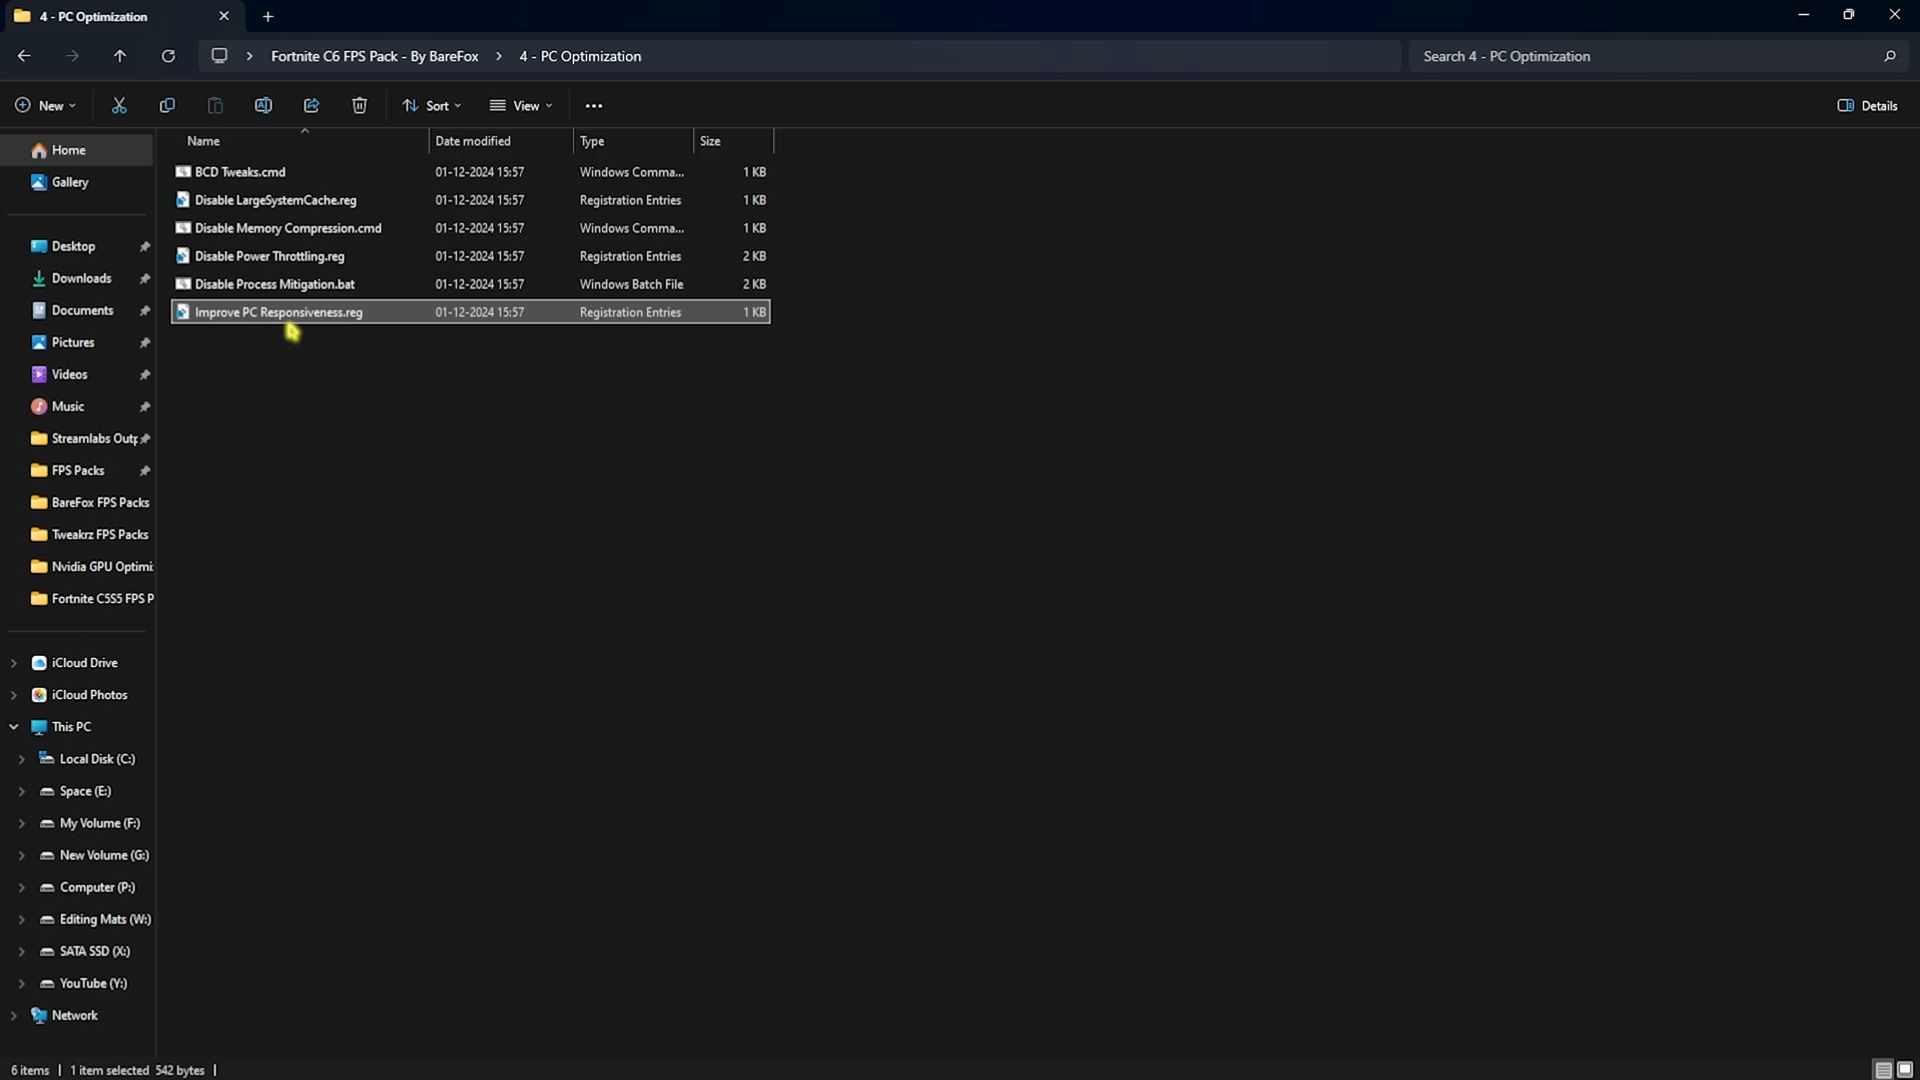 4 - PC Optimization
Fortnite C6 FPS Pack - By BareFox > 4 - PC Optimization
Search 4 - PC Optimization
New
Sort
View
Details
Name Date modified Type Size
BCD Tweaks.cmd 01-12-2024 15:57 Windows Comma... 1 KB
Disable LargeSystemCache.reg 01-12-2024 15:57 Registration Entries 1 KB
Disable Memory Compression.cmd 01-12-2024 15:57 Windows Comma... 1 KB
Disable Power Throttling.reg 01-12-2024 15:57 Registration Entries 2 KB
Disable Process Mitigation.bat 01-12-2024 15:57 Windows Batch File 2 KB
Improve PC Responsiveness.reg 01-12-2024 15:57 Registration Entries 1 KB
Home
Gallery
Desktop
Downloads
Documents
Pictures
Videos
Music
Streamlabs Outp
FPS Packs
BareFox FPS Packs
Tweakrz FPS Packs
Nvidia GPU Optimi
Fortnite C5S5 FPS P
iCloud Drive
iCloud Photos
This PC
Local Disk (C:)
Space (E:)
My Volume (F:)
New Volume (G:)
Computer (P:)
Editing Mats (W:)
SATA SSD (X:)
YouTube (Y:)
Network
6 items | 1 item selected 542 bytes |